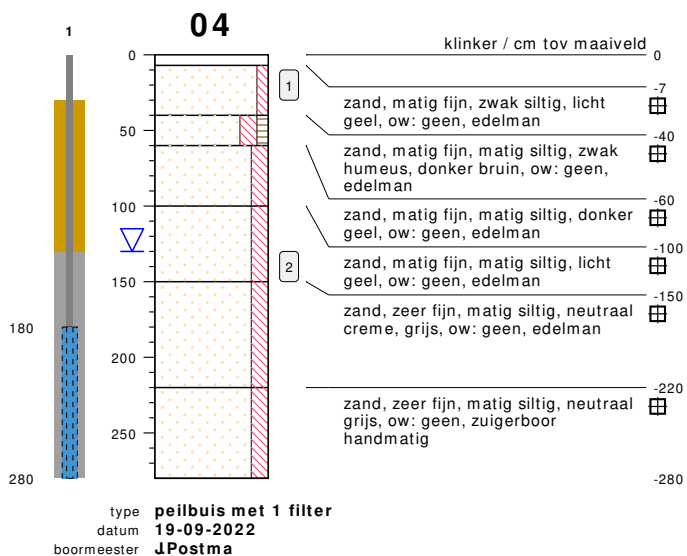 04
1
klinker / cm tov maaiveld
0
0
1
-7
zand, matig fijn, zwak siltig, licht
geel, ow: geen, edelman
-40
50
zand, matig fijn, matig siltig, zwak
humeus, donker bruin, ow: geen,
edelman
-60
100
zand, matig fijn, matig siltig, donker
geel, ow: geen, edelman
-100
2
zand, matig fijn, matig siltig, licht
geel, ow: geen, edelman
150
-150
zand, zeer fijn, matig siltig, neutraal
creme, grijs, ow: geen, edelman
180
200
-220
zand, zeer fijn, matig siltig, neutraal
grijs, ow: geen, zuigerboor
handmatig
250
280
-280
type peilbuis met 1 filter
datum 19-09-2022
boormeester J.Postma